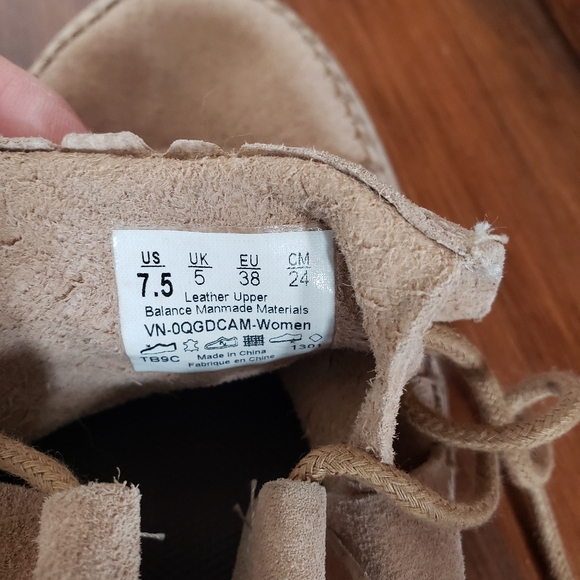 US UK EU CM
7.5 5 38 24
Leather Upper
Balance Manmade Materials
VN-0QGDCAM-Women
TB9C Made in China 1301
Fabriqué en Chine